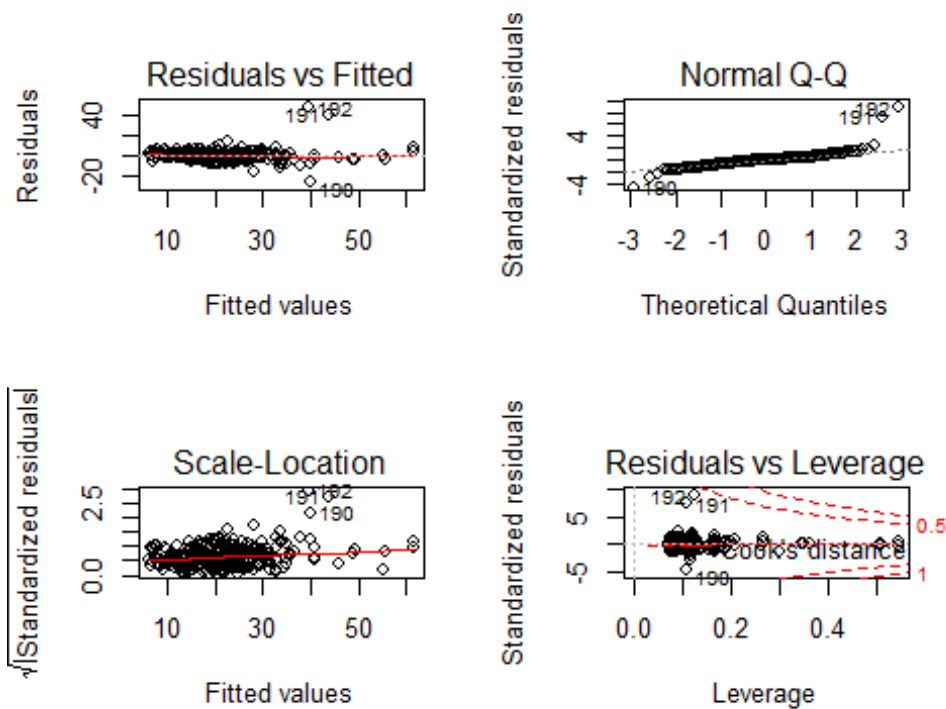 Residuals vs Fitted
Residuals
40
-20
191
192
190
10 30 50
Fitted values
Normal Q-Q
Standardized residuals
4
-4
192
191
190
-3 -2 -1 0 1 2 3
Theoretical Quantiles
Scale-Location
√|Standardized residuals|
2.5
0.0
191
192
190
10 30 50
Fitted values
Residuals vs Leverage
Standardized residuals
5
-5
192
191
190
Cook's distance
0.5
1
0.0 0.2 0.4
Leverage